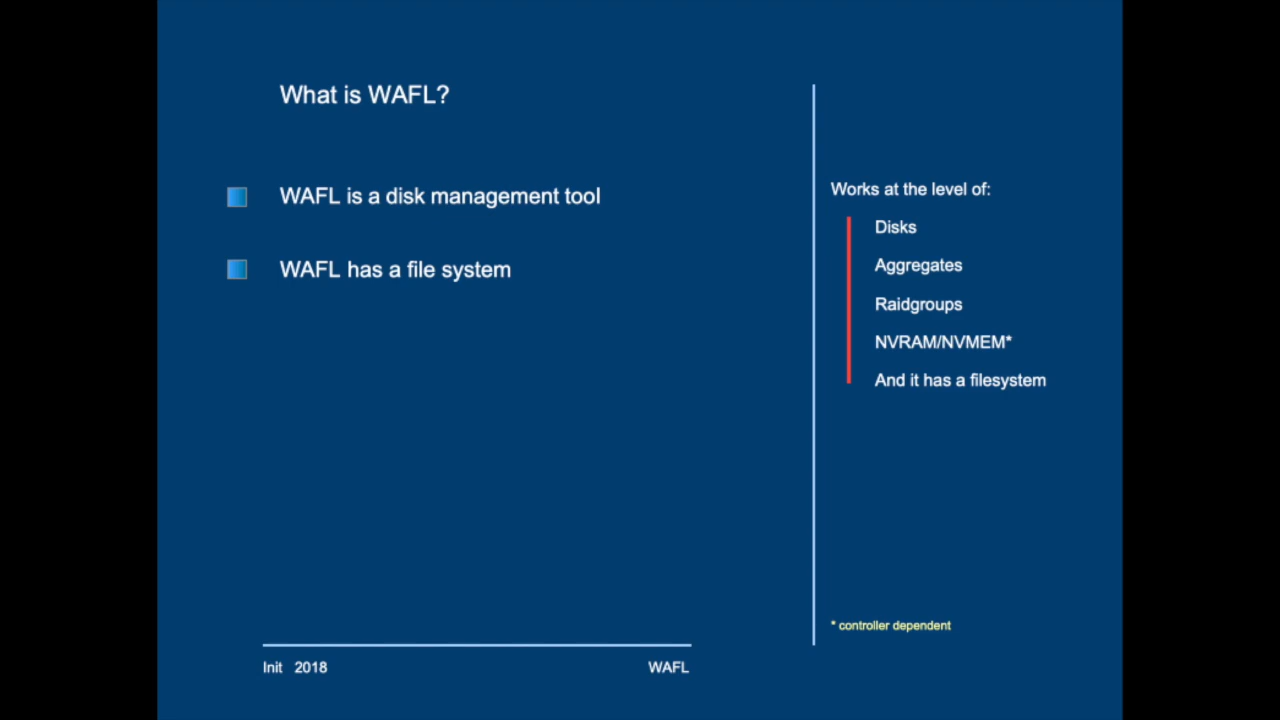 What is WAFL?
WAFL is a disk management tool
WAFL has a file system
Works at the level of:
Disks
Aggregates
Raidgroups
NVRAM/NVMEM*
And it has a filesystem
* controller dependent
Init 2018
WAFL